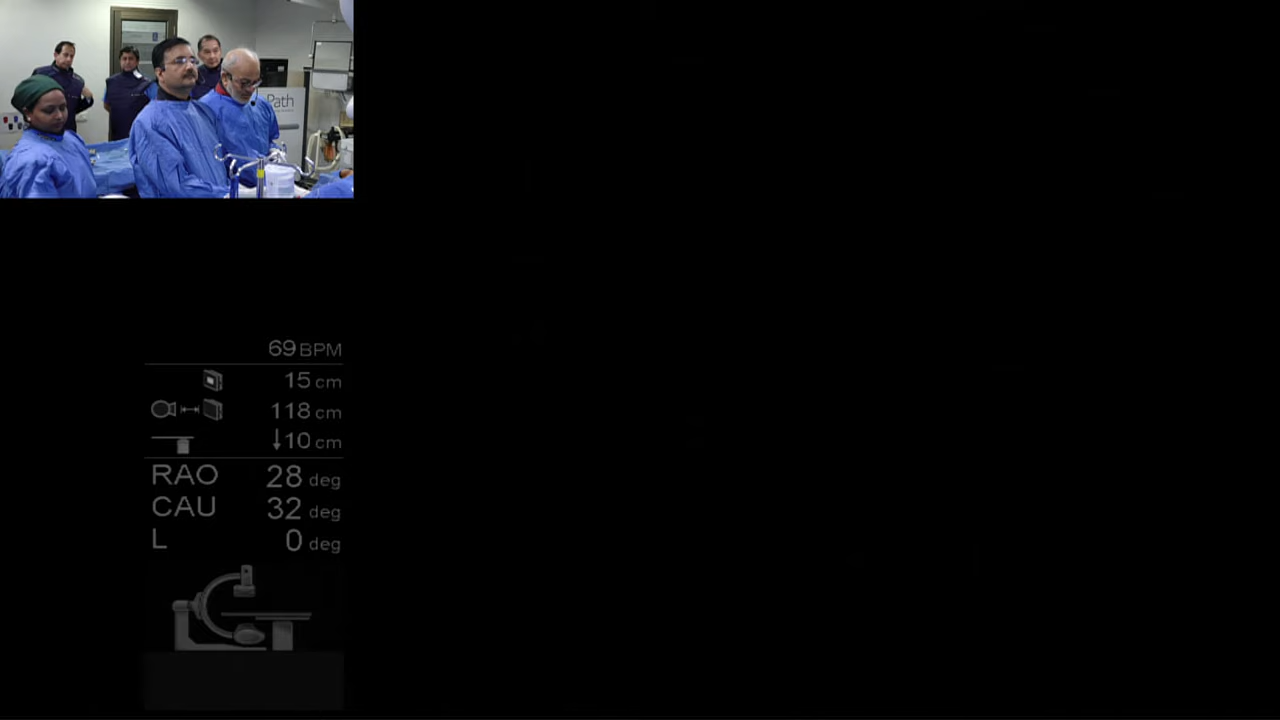 Path
69 BPM
15 cm
118 cm
↓10 cm
RAO 28 deg
CAU 32 deg
L 0 deg